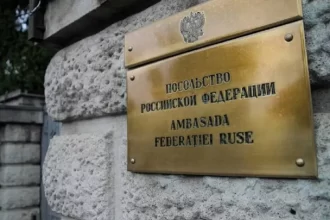 ПОСОЛЬСТВО
РОССИЙСКОЙ ФЕДЕРАЦИИ
AMBASADA
FEDERAȚIEI RUSE